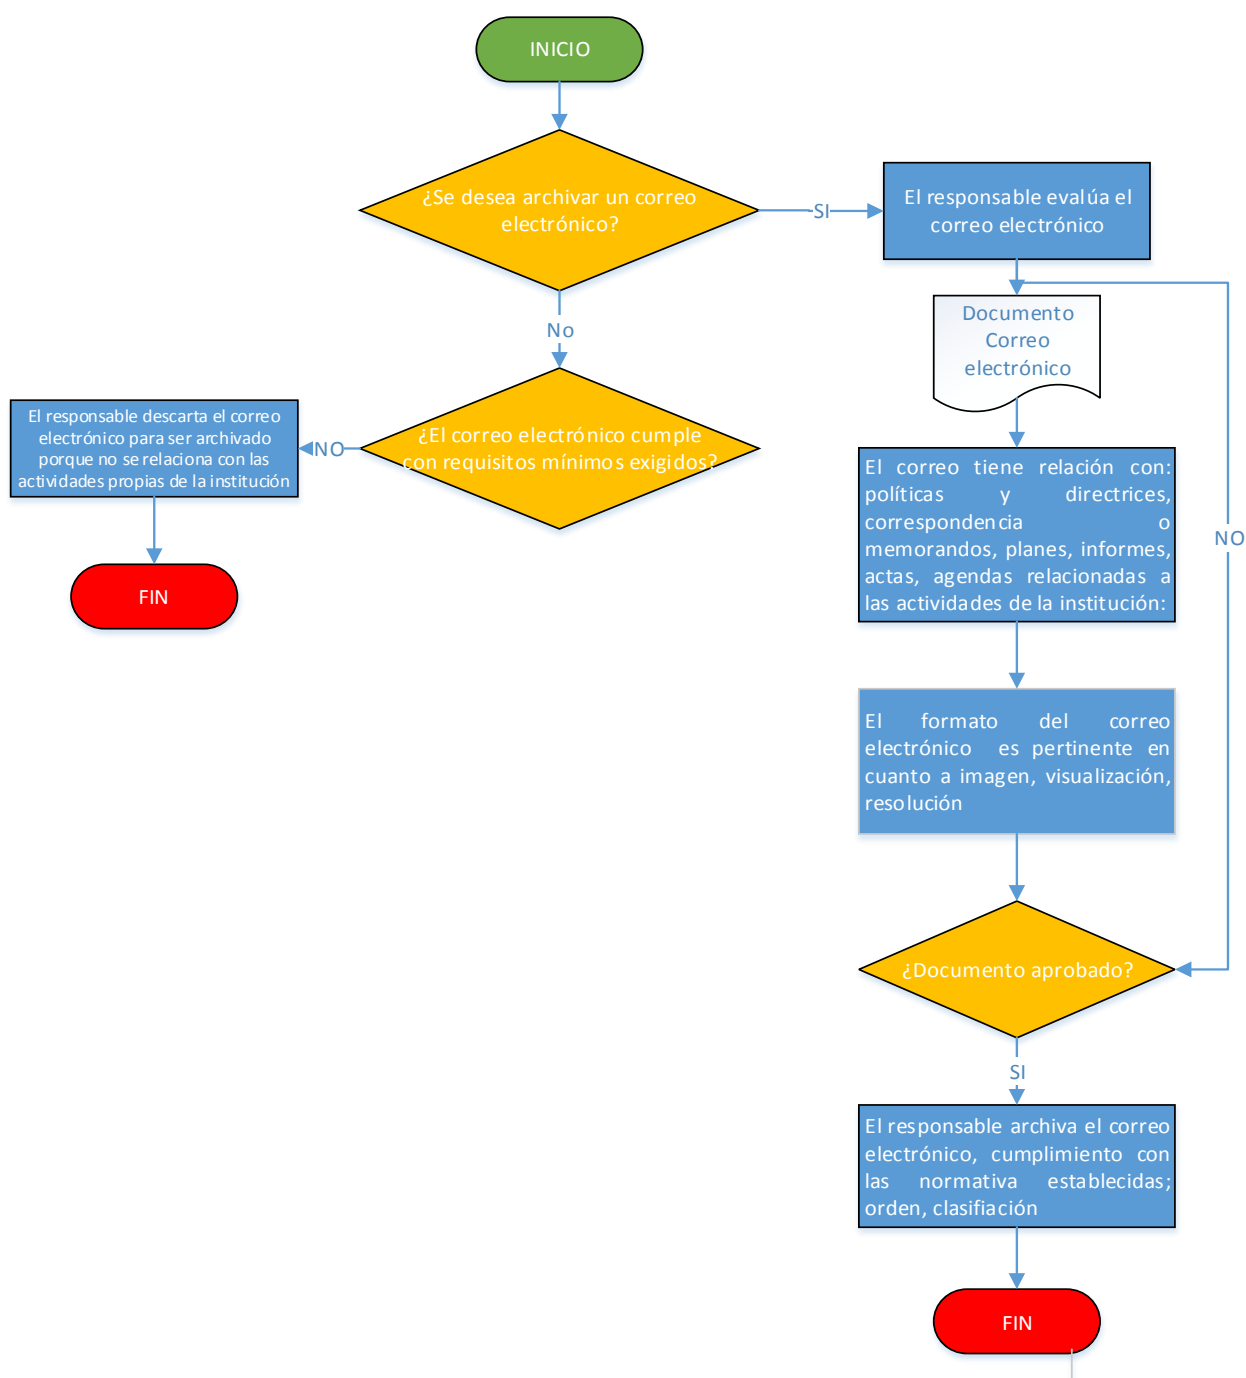 INICIO
¿Se desea archivar un correo
electrónico?
SI
El responsable evalúa el
correo electrónico
No
Documento
Correo
electrónico
¿El correo electrónico cumple
con requisitos mínimos exigidos?
NO
El responsable descarta el correo
electrónico para ser archivado
porque no se relaciona con las
actividades propias de la institución
FIN
El correo tiene relación con:
políticas y directrices,
correspondencia o
memorandos, planes, informes,
actas, agendas relacionadas a
las actividades de la institución:
NO
El formato del correo
electrónico es pertinente en
cuanto a imagen, visualización,
resolución
¿Documento aprobado?
SI
El responsable archiva el correo
electrónico, cumplimiento con
las normativa establecidas;
orden, clasifiación
FIN